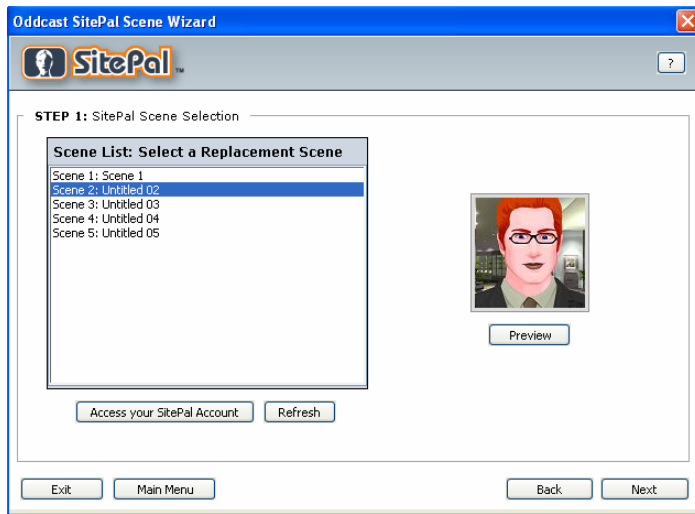 Oddcast SitePal Scene Wizard
SitePal TM
?
STEP 1: SitePal Scene Selection
Scene List: Select a Replacement Scene
Scene 1: Scene 1
Scene 2: Untitled 02
Scene 3: Untitled 03
Scene 4: Untitled 04
Scene 5: Untitled 05
Preview
Access your SitePal Account Refresh
Exit Main Menu Back Next